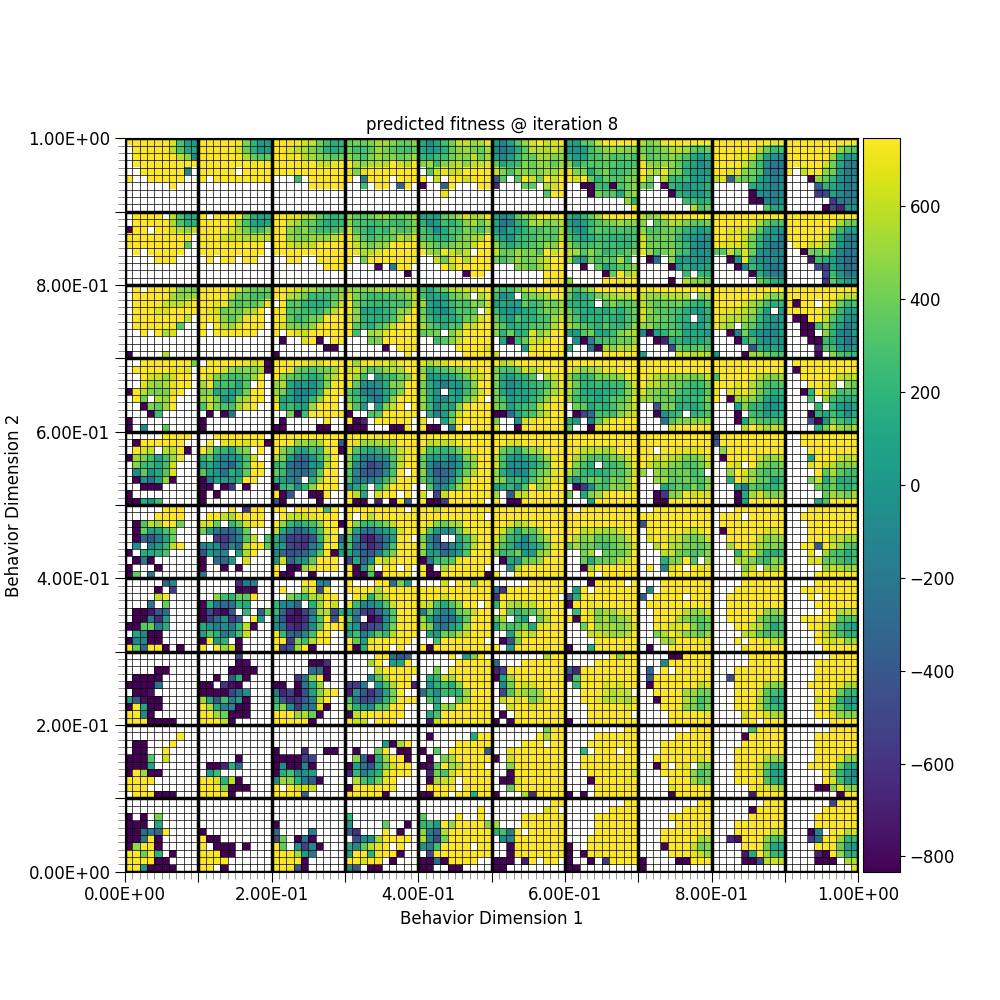 predicted fitness @ iteration 8
1.00E+00
8.00E-01
6.00E-01
4.00E-01
2.00E-01
0.00E+00
Behavior Dimension 2
0.00E+00 2.00E-01 4.00E-01 6.00E-01 8.00E-01 1.00E+00
Behavior Dimension 1
600
400
200
0
−200
−400
−600
−800